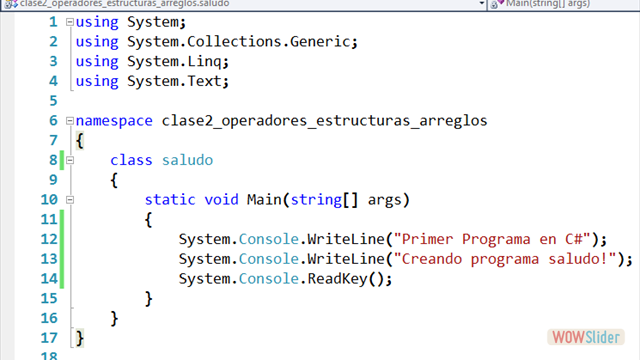 clase2_operadores_estructuras_arreglos.saludo
Main(string[] args)
1 using System;
2 using System.Collections.Generic;
3 using System.Linq;
4 using System.Text;
5
6 namespace clase2_operadores_estructuras_arreglos
7 {
8 class saludo
9 {
10 static void Main(string[] args)
11 {
12 System.Console.WriteLine("Primer Programa en C#");
13 System.Console.WriteLine("Creando programa saludo!");
14 System.Console.ReadKey();
15 }
16 }
17 }
18
WOWSlider